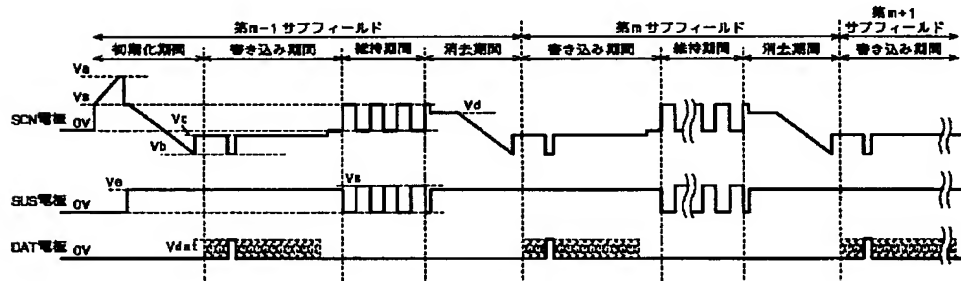 第m-1サブフィールド
第mサブフィールド
第m+1
サブフィールド
初期化期間
書き込み期間
維持期間
消去期間
書き込み期間
維持期間
消去期間
書き込み期間
Va
Vs
SCN電極
0V
Vc
Vb
Vd
Ve
Vs
SUS電極
0V
DAT電極
0V